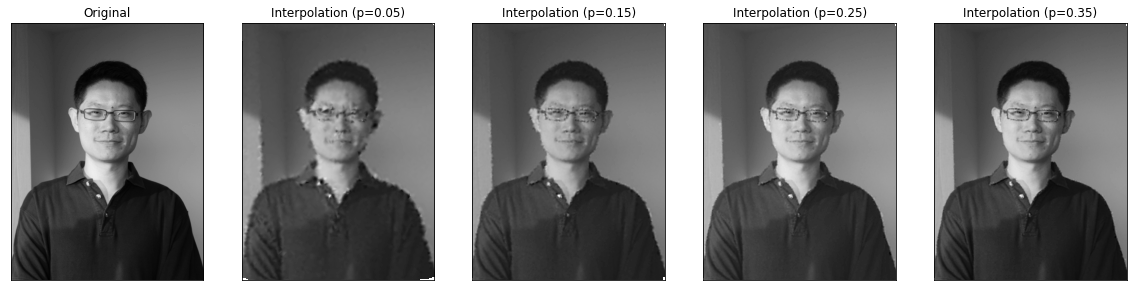 Original
Interpolation (p=0.05)
Interpolation (p=0.15)
Interpolation (p=0.25)
Interpolation (p=0.35)